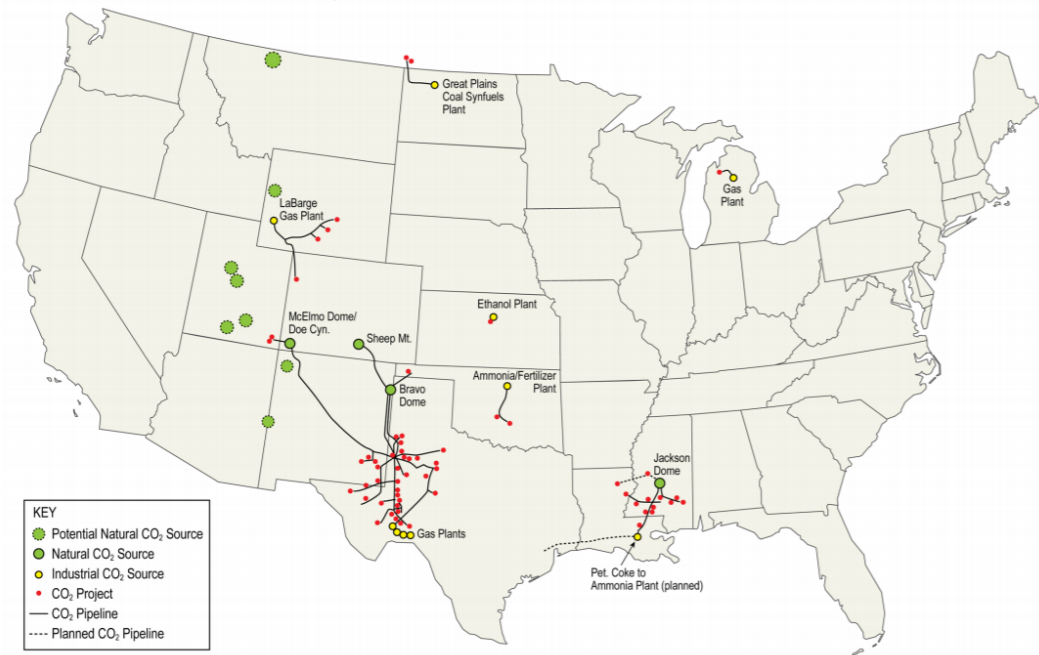 Great Plains
Coal Synfuels
Plant
Gas
Plant
LaBarge
Gas Plant
Ethanol Plant
McElmo Dome/
Doe Cyn.
Sheep Mt.
Ammonia/Fertilizer
Plant
Bravo
Dome
Jackson
Dome
Gas Plants
Pet. Coke to
Ammonia Plant (planned)
KEY
Potential Natural CO₂ Source
Natural CO₂ Source
Industrial CO₂ Source
CO₂ Project
CO₂ Pipeline
Planned CO₂ Pipeline